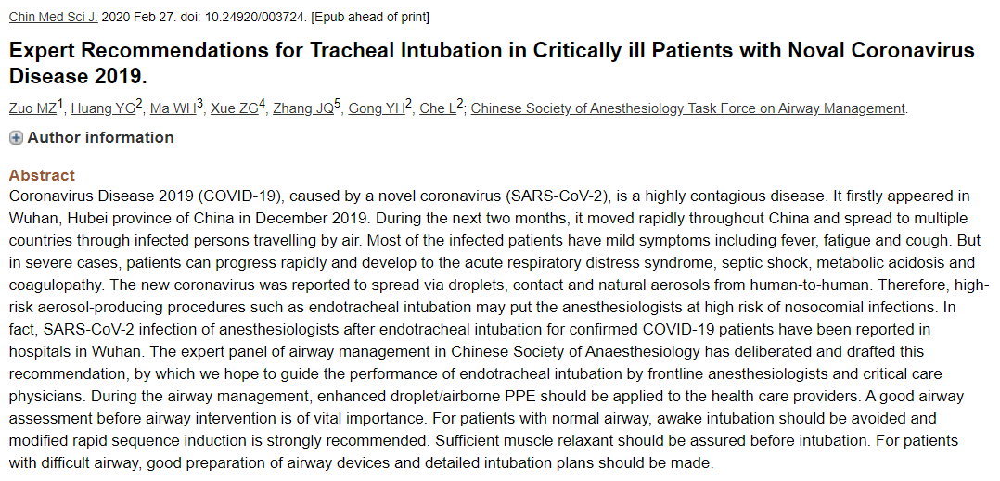 Chin Med Sci J. 2020 Feb 27. doi: 10.24920/003724. [Epub ahead of print]
Expert Recommendations for Tracheal Intubation in Critically ill Patients with Noval Coronavirus
Disease 2019.
Zuo MZ1, Huang YG2, Ma WH3, Xue ZG4, Zhang JQ5, Gong YH2, Che L2; Chinese Society of Anesthesiology Task Force on Airway Management.
Author information
Abstract
Coronavirus Disease 2019 (COVID-19), caused by a novel coronavirus (SARS-CoV-2), is a highly contagious disease. It firstly appeared in
Wuhan, Hubei province of China in December 2019. During the next two months, it moved rapidly throughout China and spread to multiple
countries through infected persons travelling by air. Most of the infected patients have mild symptoms including fever, fatigue and cough. But
in severe cases, patients can progress rapidly and develop to the acute respiratory distress syndrome, septic shock, metabolic acidosis and
coagulopathy. The new coronavirus was reported to spread via droplets, contact and natural aerosols from human-to-human. Therefore, high-
risk aerosol-producing procedures such as endotracheal intubation may put the anesthesiologists at high risk of nosocomial infections. In
fact, SARS-CoV-2 infection of anesthesiologists after endotracheal intubation for confirmed COVID-19 patients have been reported in
hospitals in Wuhan. The expert panel of airway management in Chinese Society of Anaesthesiology has deliberated and drafted this
recommendation, by which we hope to guide the performance of endotracheal intubation by frontline anesthesiologists and critical care
physicians. During the airway management, enhanced droplet/airborne PPE should be applied to the health care providers. A good airway
assessment before airway intervention is of vital importance. For patients with normal airway, awake intubation should be avoided and
modified rapid sequence induction is strongly recommended. Sufficient muscle relaxant should be assured before intubation. For patients
with difficult airway, good preparation of airway devices and detailed intubation plans should be made.